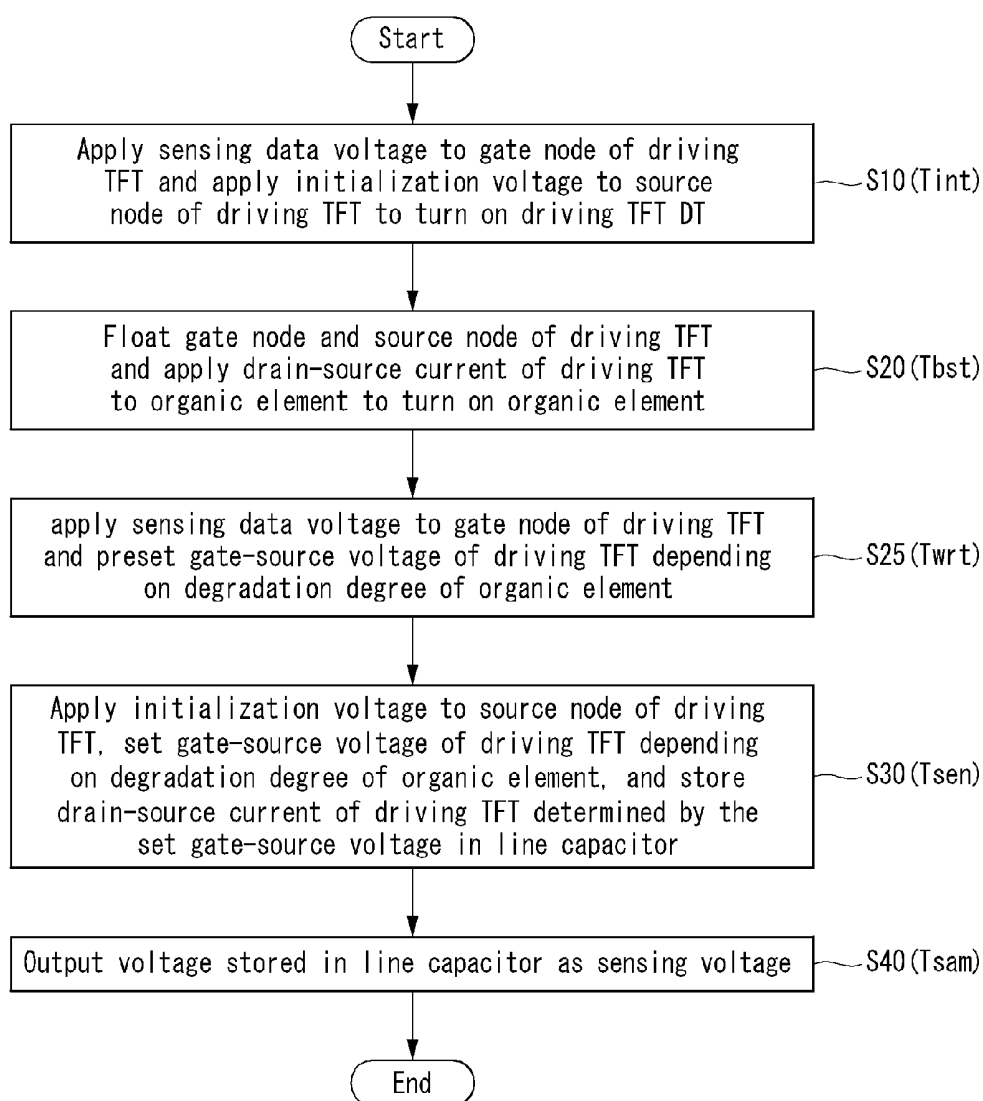 Start
Apply sensing data voltage to gate node of driving
TFT and apply initialization voltage to source
node of driving TFT to turn on driving TFT DT
S10(Tint)
Float gate node and source node of driving TFT
and apply drain-source current of driving TFT
to organic element to turn on organic element
S20(Tbst)
apply sensing data voltage to gate node of driving TFT
and preset gate-source voltage of driving TFT depending
on degradation degree of organic element
S25(Twrt)
Apply initialization voltage to source node of driving
TFT, set gate-source voltage of driving TFT depending
on degradation degree of organic element, and store
drain-source current of driving TFT determined by the
set gate-source voltage in line capacitor
S30(Tsen)
Output voltage stored in line capacitor as sensing voltage
S40(Tsam)
End